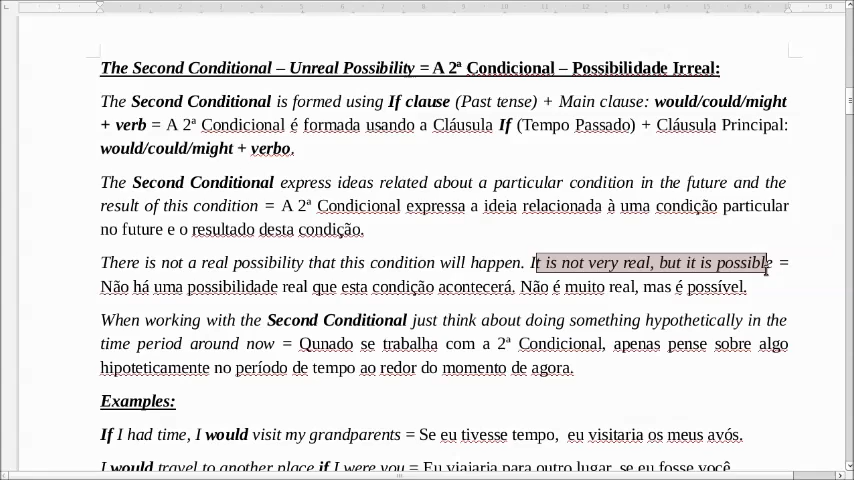 The Second Conditional – Unreal Possibility = A 2ª Condicional – Possibilidade Irreal:
The Second Conditional is formed using If clause (Past tense) + Main clause: would/could/might
+ verb = A 2ª Condicional é formada usando a Cláusula If (Tempo Passado) + Cláusula Principal:
would/could/might + verbo.
The Second Conditional express ideas related about a particular condition in the future and the
result of this condition = A 2ª Condicional expressa a ideia relacionada à uma condição particular
no future e o resultado desta condição.
There is not a real possibility that this condition will happen. It is not very real, but it is possible =
Não há uma possibilidade real que esta condição acontecerá. Não é muito real, mas é possível.
When working with the Second Conditional just think about doing something hypothetically in the
time period around now = Qunado se trabalha com a 2ª Condicional, apenas pense sobre algo
hipoteticamente no período de tempo ao redor do momento de agora.
Examples:
If I had time, I would visit my grandparents = Se eu tivesse tempo, eu visitaria os meus avós.
I would travel to another place if I were you = Eu viajaria para outro lugar, se eu fosse você